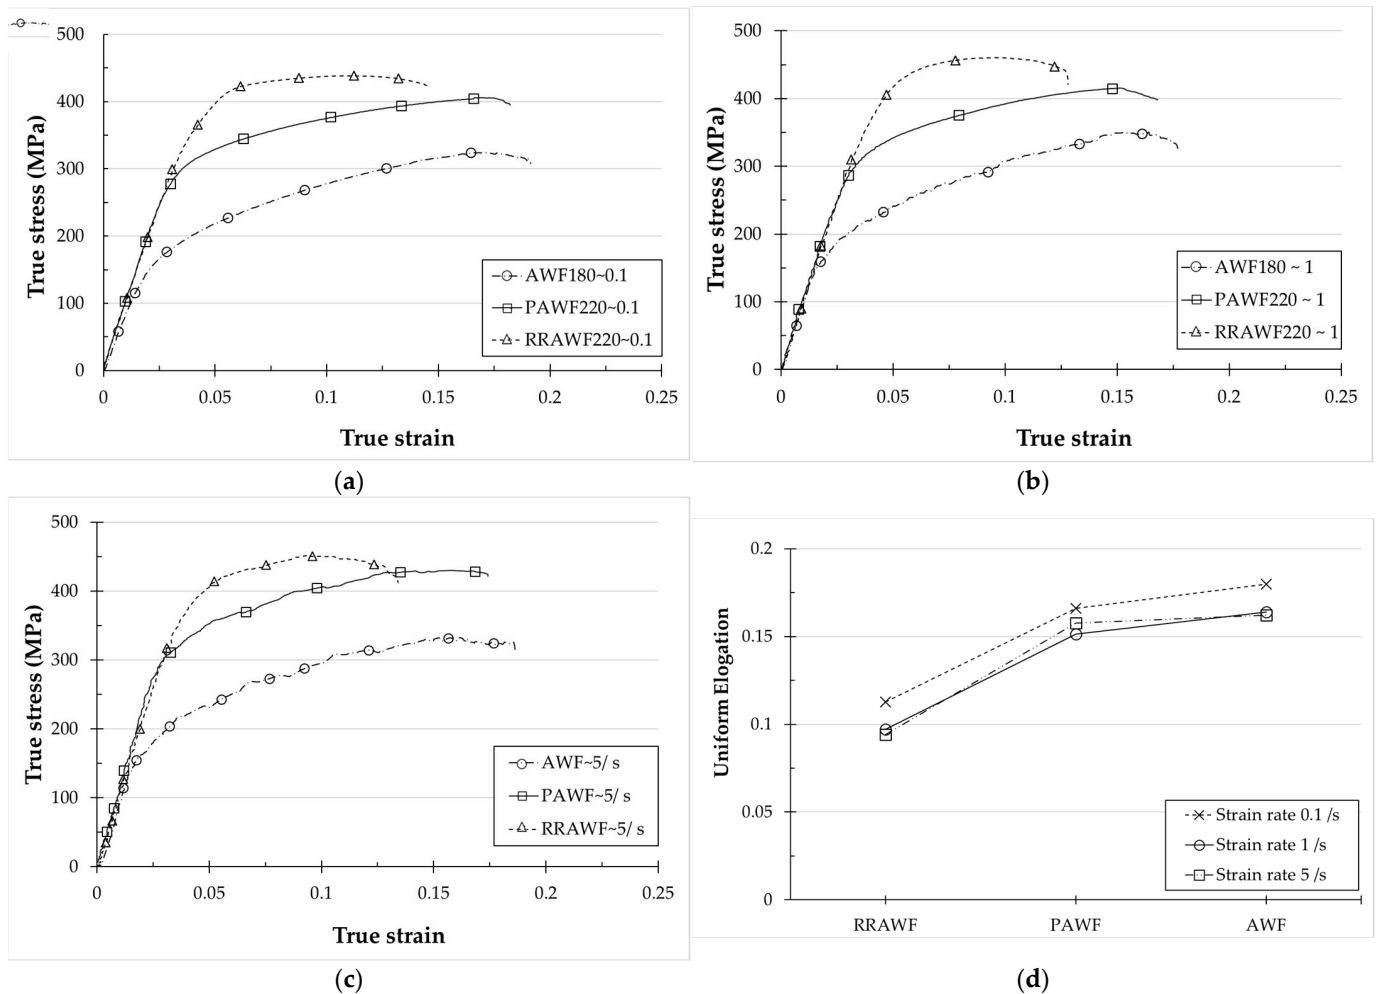 500
400
300
200
100
0
True stress (MPa)
0 0.05 0.1 0.15 0.2 0.25
True strain
AWF180~0.1
PAWF220~0.1
RRAWF220~0.1
(a)
500
400
300
200
100
0
True stress (MPa)
0 0.05 0.1 0.15 0.2 0.25
True strain
AWF180 ~ 1
PAWF220 ~ 1
RRAWF220 ~ 1
(b)
500
400
300
200
100
0
True stress (MPa)
0 0.05 0.1 0.15 0.2 0.25
True strain
AWF~5/ s
PAWF~5/ s
RRAWF~5/ s
(c)
0.2
0.15
0.1
0.05
0
Uniform Elogation
RRAWF PAWF AWF
Strain rate 0.1 /s
Strain rate 1 /s
Strain rate 5 /s
(d)